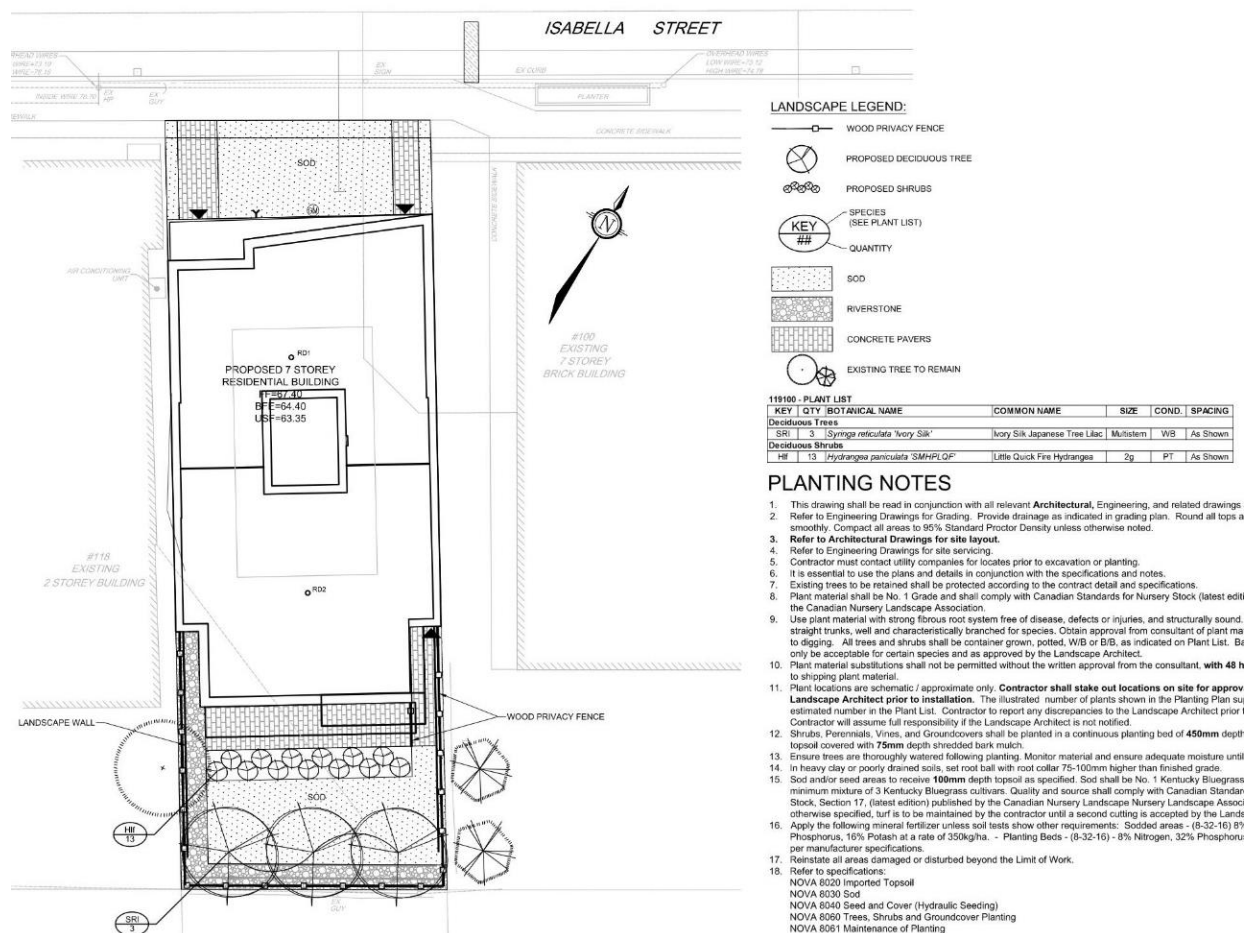 ISABELLA STREET
OVERHEAD WIRES
LOW WIRE=73.12
HIGH WIRE=74.78
EX
SIGN
EX CURB
INSIDE WIRE 76.10
EX
HP
EX
GUY
PLANTER
CONCRETE SIDEWALK
SOD
CONCRETE SIDEWALK
AIR CONDITIONING
UNIT
N
#100
EXISTING
7 STOREY
BRICK BUILDING
RD1
PROPOSED 7 STOREY
RESIDENTIAL BUILDING
FF=67.40
BFE=64.40
USF=63.35
#118
EXISTING
2 STOREY BUILDING
RD2
LANDSCAPE WALL
WOOD PRIVACY FENCE
SOD
Hlf
13
SRI
3
EX
GUY
LANDSCAPE LEGEND:
WOOD PRIVACY FENCE
PROPOSED DECIDUOUS TREE
PROPOSED SHRUBS
KEY
##
SPECIES
(SEE PLANT LIST)
QUANTITY
SOD
RIVERSTONE
CONCRETE PAVERS
EXISTING TREE TO REMAIN
119100 - PLANT LIST
KEY QTY BOTANICAL NAME COMMON NAME SIZE COND. SPACING
Deciduous Trees
SRI 3 Syringa reticulata 'Ivory Silk' Ivory Silk Japanese Tree Lilac Multistem WB As Shown
Deciduous Shrubs
Hlf 13 Hydrangea paniculata 'SMHPLQF' Little Quick Fire Hydrangea 2g PT As Shown
PLANTING NOTES
1. This drawing shall be read in conjunction with all relevant Architectural, Engineering, and related drawings
2. Refer to Engineering Drawings for Grading. Provide drainage as indicated in grading plan. Round all tops a
smoothly. Compact all areas to 95% Standard Proctor Density unless otherwise noted.
3. Refer to Architectural Drawings for site layout.
4. Refer to Engineering Drawings for site servicing.
5. Contractor must contact utility companies for locates prior to excavation or planting.
6. It is essential to use the plans and details in conjunction with the specifications and notes.
7. Existing trees to be retained shall be protected according to the contract detail and specifications.
8. Plant material shall be No. 1 Grade and shall comply with Canadian Standards for Nursery Stock (latest editi
the Canadian Nursery Landscape Association.
9. Use plant material with strong fibrous root system free of disease, defects or injuries, and structurally sound.
straight trunks, well and characteristically branched for species. Obtain approval from consultant of plant ma
to digging. All trees and shrubs shall be container grown, potted, W/B or B/B, as indicated on Plant List. Ba
only be acceptable for certain species and as approved by the Landscape Architect.
10. Plant material substitutions shall not be permitted without the written approval from the consultant, with 48 h
to shipping plant material.
11. Plant locations are schematic / approximate only. Contractor shall stake out locations on site for approva
Landscape Architect prior to installation. The illustrated number of plants shown in the Planting Plan sup
estimated number in the Plant List. Contractor to report any discrepancies to the Landscape Architect prior t
Contractor will assume full responsibility if the Landscape Architect is not notified.
12. Shrubs, Perennials, Vines, and Groundcovers shall be planted in a continuous planting bed of 450mm depth
topsoil covered with 75mm depth shredded bark mulch.
13. Ensure trees are thoroughly watered following planting. Monitor material and ensure adequate moisture until
14. In heavy clay or poorly drained soils, set root ball with root collar 75-100mm higher than finished grade.
15. Sod and/or seed areas to receive 100mm depth topsoil as specified. Sod shall be No. 1 Kentucky Bluegrass
minimum mixture of 3 Kentucky Bluegrass cultivars. Quality and source shall comply with Canadian Standar
Stock, Section 17, (latest edition) published by the Canadian Nursery Landscape Nursery Landscape Associ
otherwise specified, turf is to be maintained by the contractor until a second cutting is accepted by the Lands
16. Apply the following mineral fertilizer unless soil tests show other requirements: Sodded areas - (8-32-16) 8%
Phosphorus, 16% Potash at a rate of 350kg/ha. - Planting Beds - (8-32-16) - 8% Nitrogen, 32% Phosphorus
per manufacturer specifications.
17. Reinstate all areas damaged or disturbed beyond the Limit of Work.
18. Refer to specifications:
NOVA 8020 Imported Topsoil
NOVA 8030 Sod
NOVA 8040 Seed and Cover (Hydraulic Seeding)
NOVA 8060 Trees, Shrubs and Groundcover Planting
NOVA 8061 Maintenance of Planting